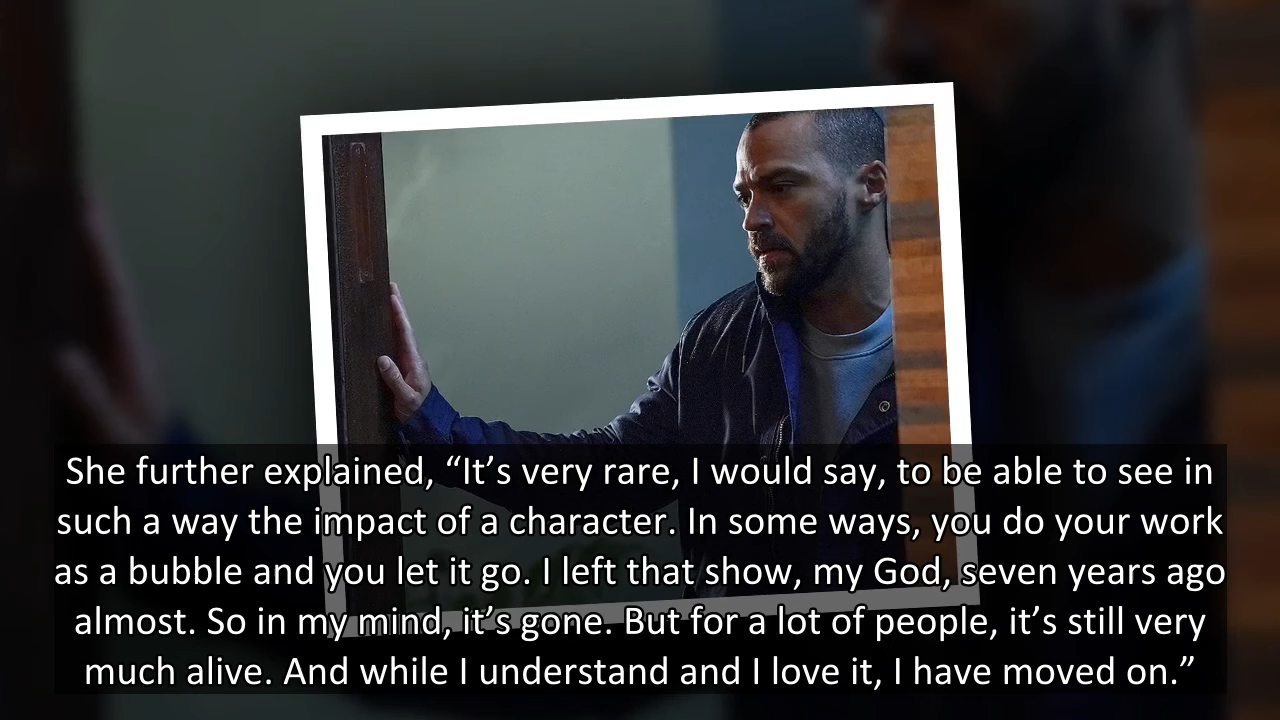 She further explained, “It’s very rare, I would say, to be able to see in
such a way the impact of a character. In some ways, you do your work
as a bubble and you let it go. I left that show, my God, seven years ago
almost. So in my mind, it’s gone. But for a lot of people, it’s still very
much alive. And while I understand and I love it, I have moved on.”